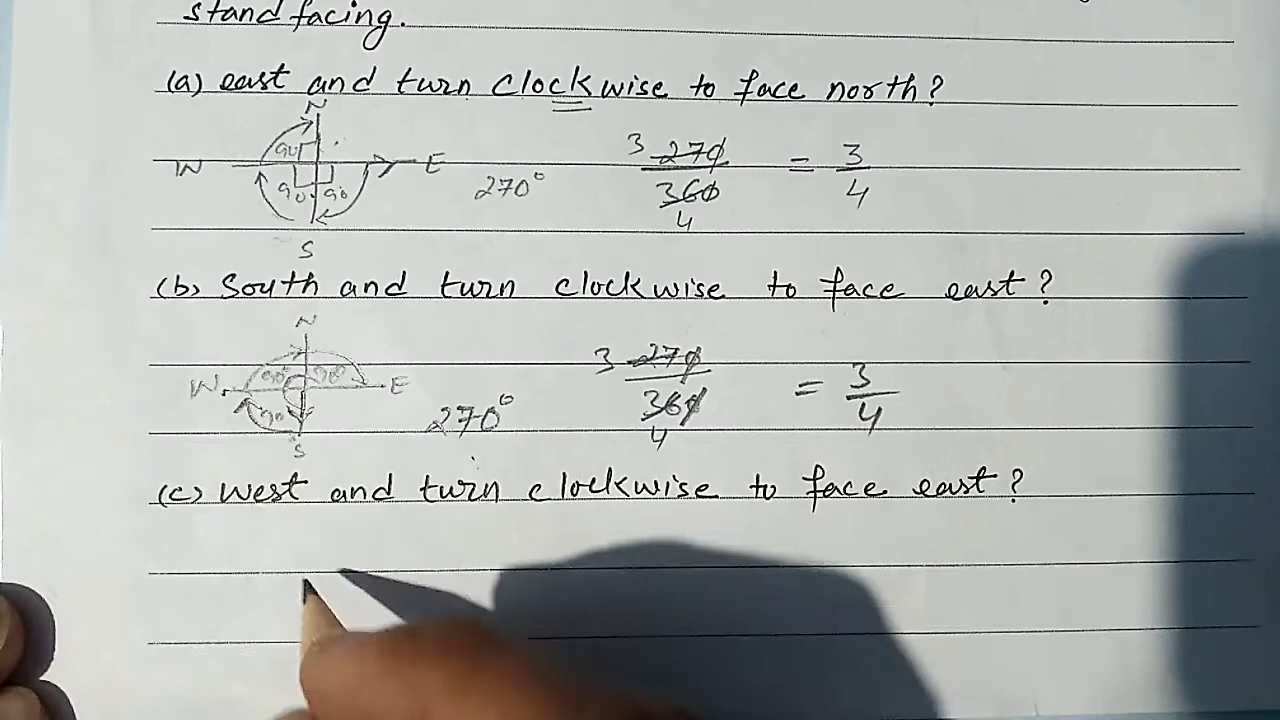 stand facing.
(a) east and turn clockwise to face north?
N
90
W E
90 90
S
270° 3 270/360 4 = 3/4
(b) South and turn clockwise to face east?
N
90° 90°
W E
90
S
270° 3 270/360 4 = 3/4
(c) West and turn clockwise to face east?